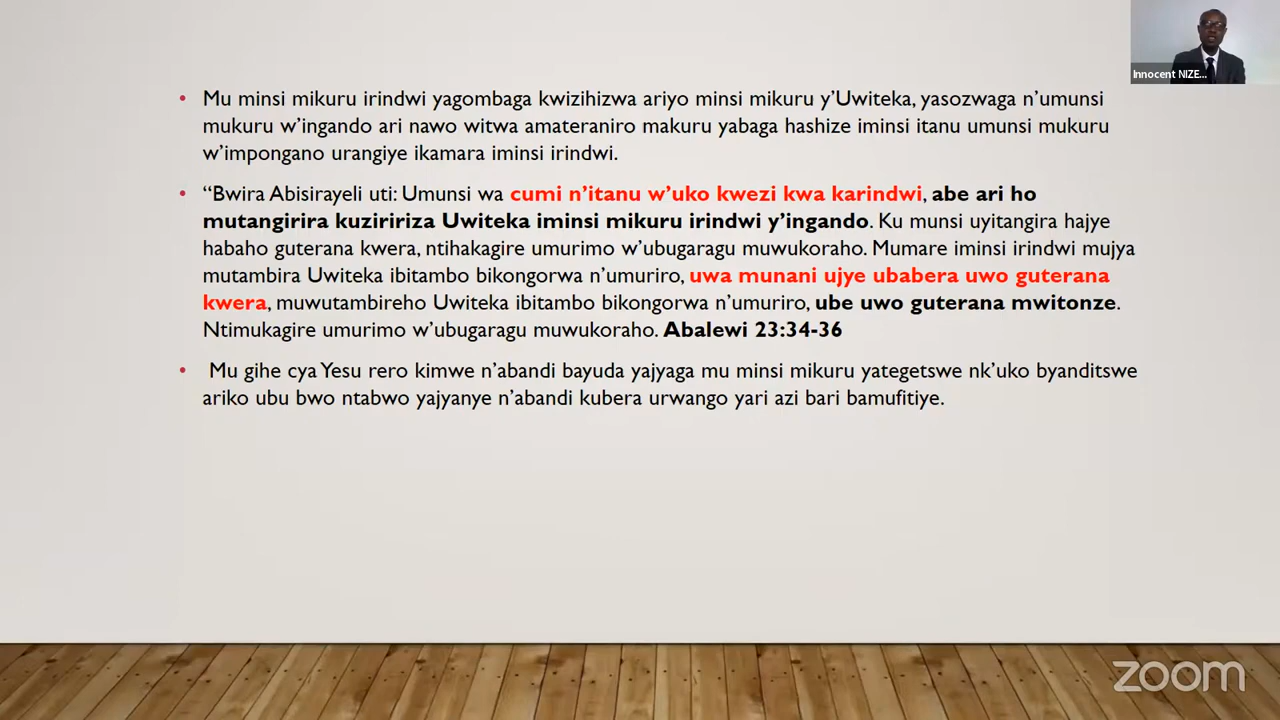 Innocent NIZE...
• Mu minsi mikuru irindwi yagombaga kwizihizwa ariyo minsi mikuru y’Uwiteka, yasozwaga n’umunsi
mukuru w’ingando ari nawo witwa amateraniro makuru yabaga hashize iminsi itanu umunsi mukuru
w’impongano urangiye ikamara iminsi irindwi.
• “Bwira Abisirayeli uti: Umunsi wa cumi n’itanu w’uko kwezi kwa karindwi, abe ari ho
mutangirira kuziririza Uwiteka iminsi mikuru irindwi y’ingando. Ku munsi uyitangira hajye
habaho guterana kwera, ntihakagire umurimo w’ubugaragu muwukoraho. Mumare iminsi irindwi mujya
mutambira Uwiteka ibitambo bikongorwa n’umuriro, uwa munani ujye ubabera uwo guterana
kwera, muwutambireho Uwiteka ibitambo bikongorwa n’umuriro, ube uwo guterana mwitonze.
Ntimukagire umurimo w’ubugaragu muwukoraho. Abalewi 23:34-36
• Mu gihe cya Yesu rero kimwe n’abandi bayuda yajyaga mu minsi mikuru yategetswe nk’uko byanditswe
ariko ubu bwo ntabwo yajyanye n’abandi kubera urwango yari azi bari bamufitiye.
zoom